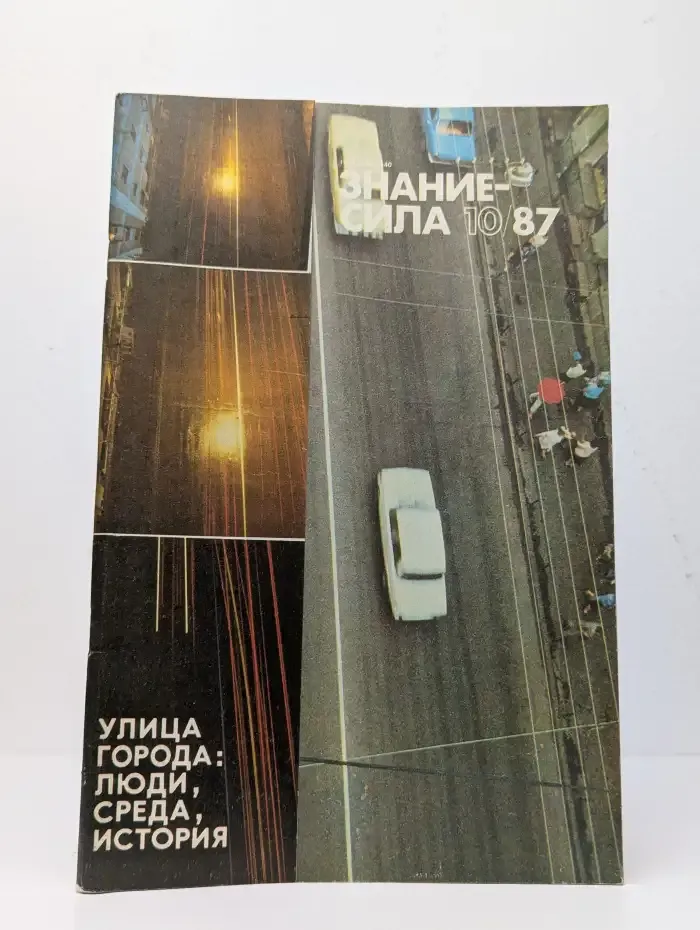 ЗНАНИЕ-
СИЛА 10/87
УЛИЦА
ГОРОДА:
ЛЮДИ,
СРЕДА,
ИСТОРИЯ